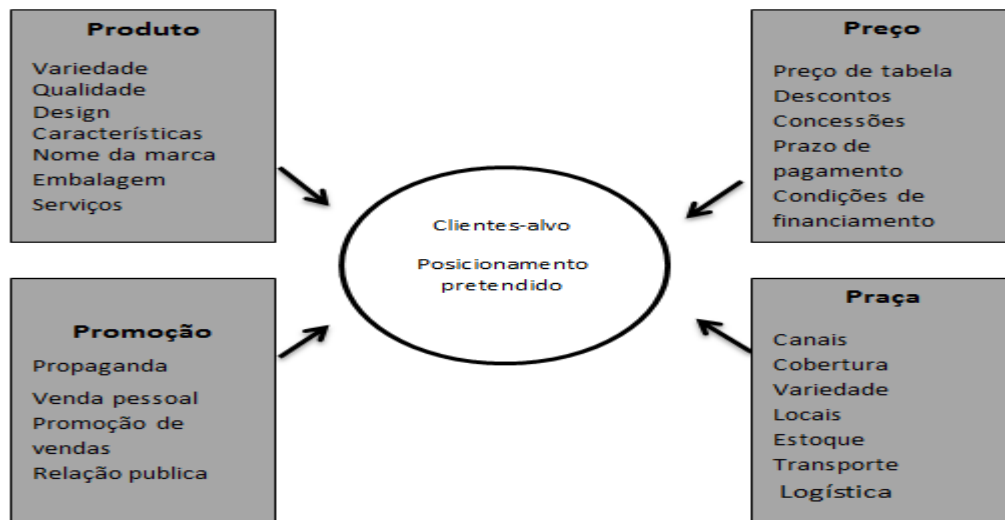 Produto
Variedade
Qualidade
Design
Características
Nome da marca
Embalagem
Serviços
Preço
Preço de tabela
Descontos
Concessões
Prazo de
pagamento
Condições de
financiamento
Clientes-alvo
Posicionamento
pretendido
Promoção
Propaganda
Venda pessoal
Promoção de
vendas
Relação publica
Praça
Canais
Cobertura
Variedade
Locais
Estoque
Transporte
Logística